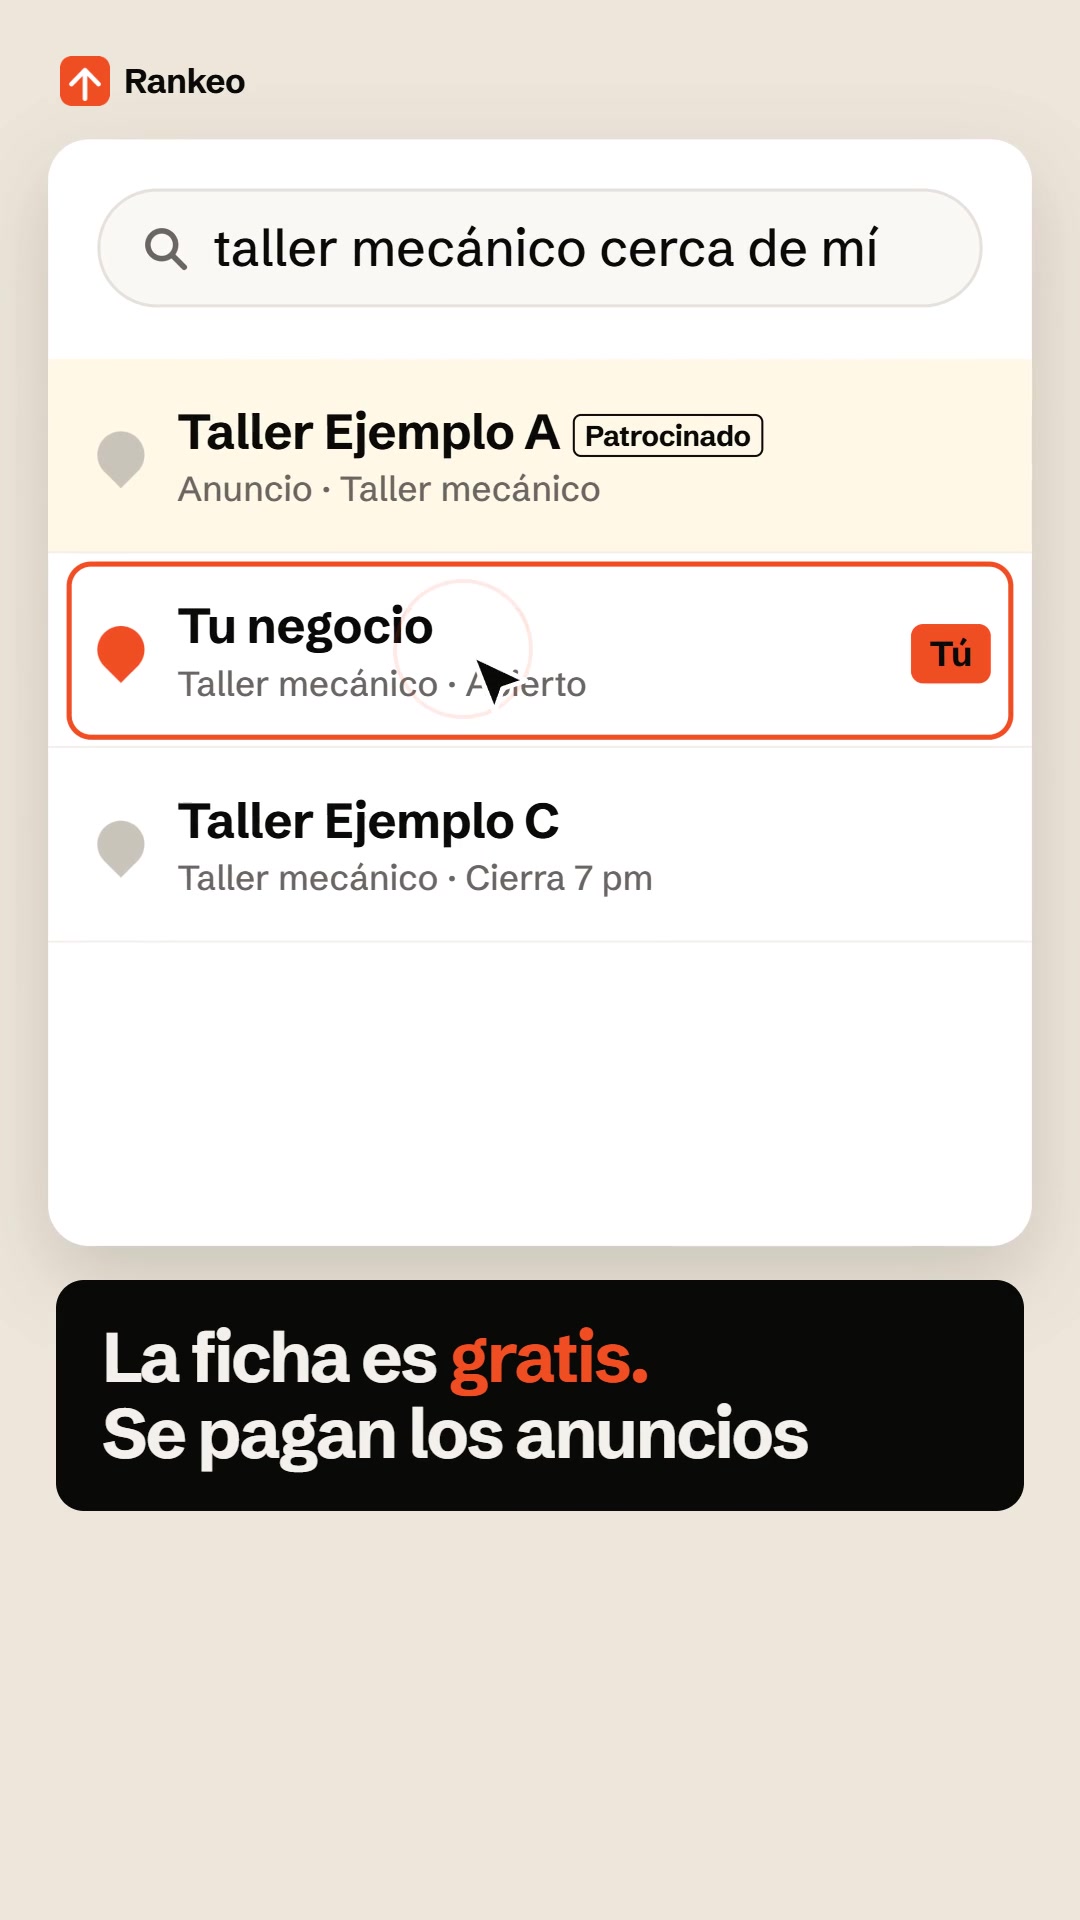 Rankeo
taller mecánico cerca de mí
Taller Ejemplo A Patrocinado
Anuncio · Taller mecánico
Tu negocio
Taller mecánico · Abierto
Tú
Taller Ejemplo C
Taller mecánico · Cierra 7 pm
La ficha es gratis.
Se pagan los anuncios